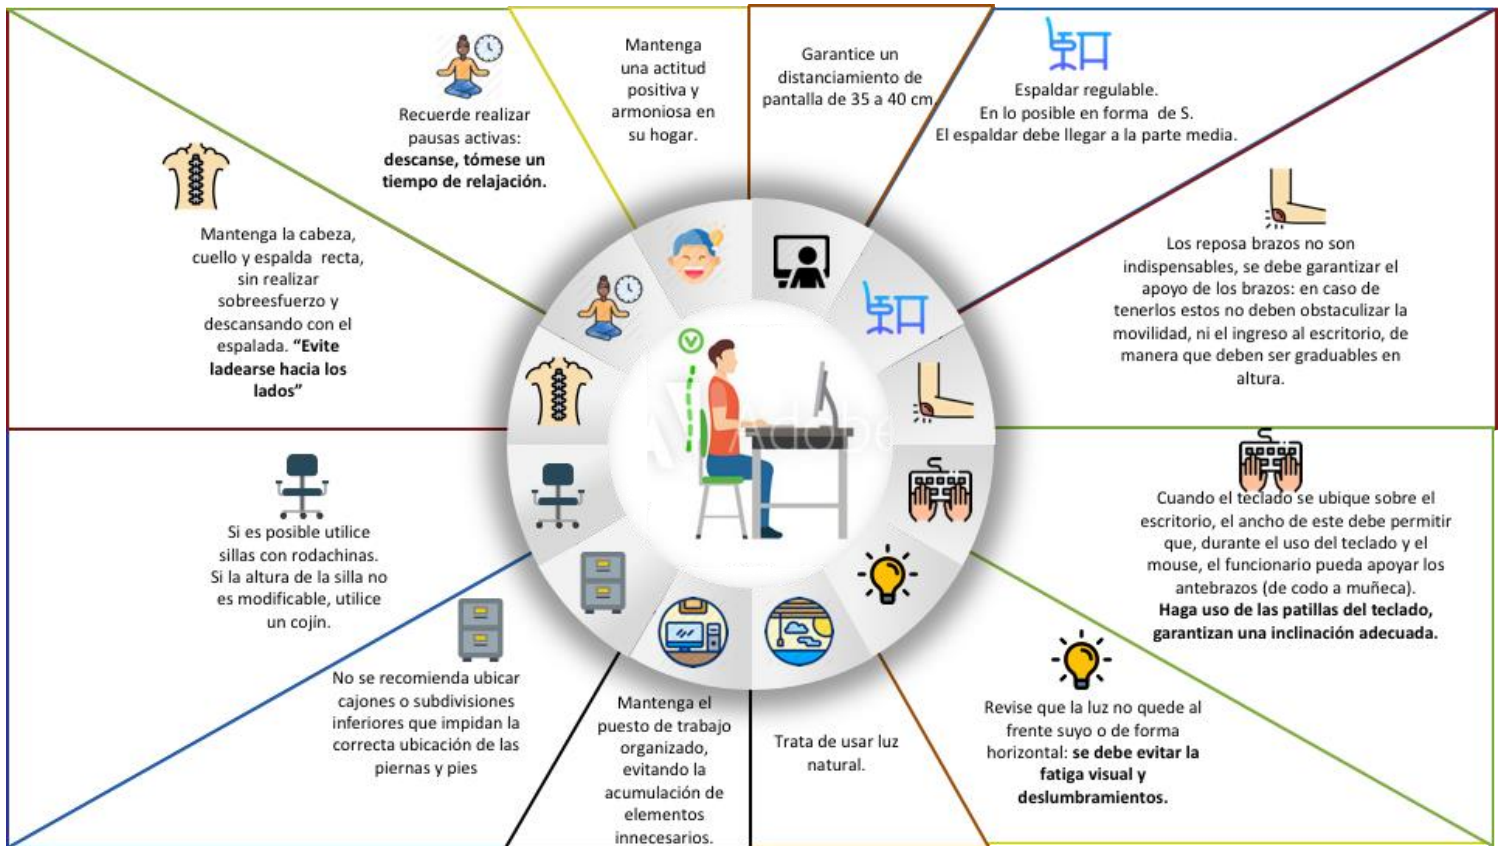 Recuerde realizar
pausas activas:
descanse, tómese un
tiempo de relajación.
Mantenga
una actitud
positiva y
armoniosa en
su hogar.
Garantice un
distanciamiento de
pantalla de 35 a 40 cm.
Espaldar regulable.
En lo posible en forma de S.
El espaldar debe llegar a la parte media.
Mantenga la cabeza,
cuello y espalda recta,
sin realizar
sobreesfuerzo y
descansando con el
espalada. “Evite
ladearse hacia los
lados”
Los reposa brazos no son
indispensables, se debe garantizar el
apoyo de los brazos: en caso de
tenerlos estos no deben obstaculizar la
movilidad, ni el ingreso al escritorio, de
manera que deben ser graduables en
altura.
Adobe
Si es posible utilice
sillas con rodachinas.
Si la altura de la silla no
es modificable, utilice
un cojín.
Cuando el teclado se ubique sobre el
escritorio, el ancho de este debe permitir
que, durante el uso del teclado y el
mouse, el funcionario pueda apoyar los
antebrazos (de codo a muñeca).
Haga uso de las patillas del teclado,
garantizan una inclinación adecuada.
No se recomienda ubicar
cajones o subdivisiones
inferiores que impidan la
correcta ubicación de las
piernas y pies
Mantenga el
puesto de trabajo
organizado,
evitando la
acumulación de
elementos
innecesarios.
Trata de usar luz
natural.
Revise que la luz no quede al
frente suyo o de forma
horizontal: se debe evitar la
fatiga visual y
deslumbramientos.